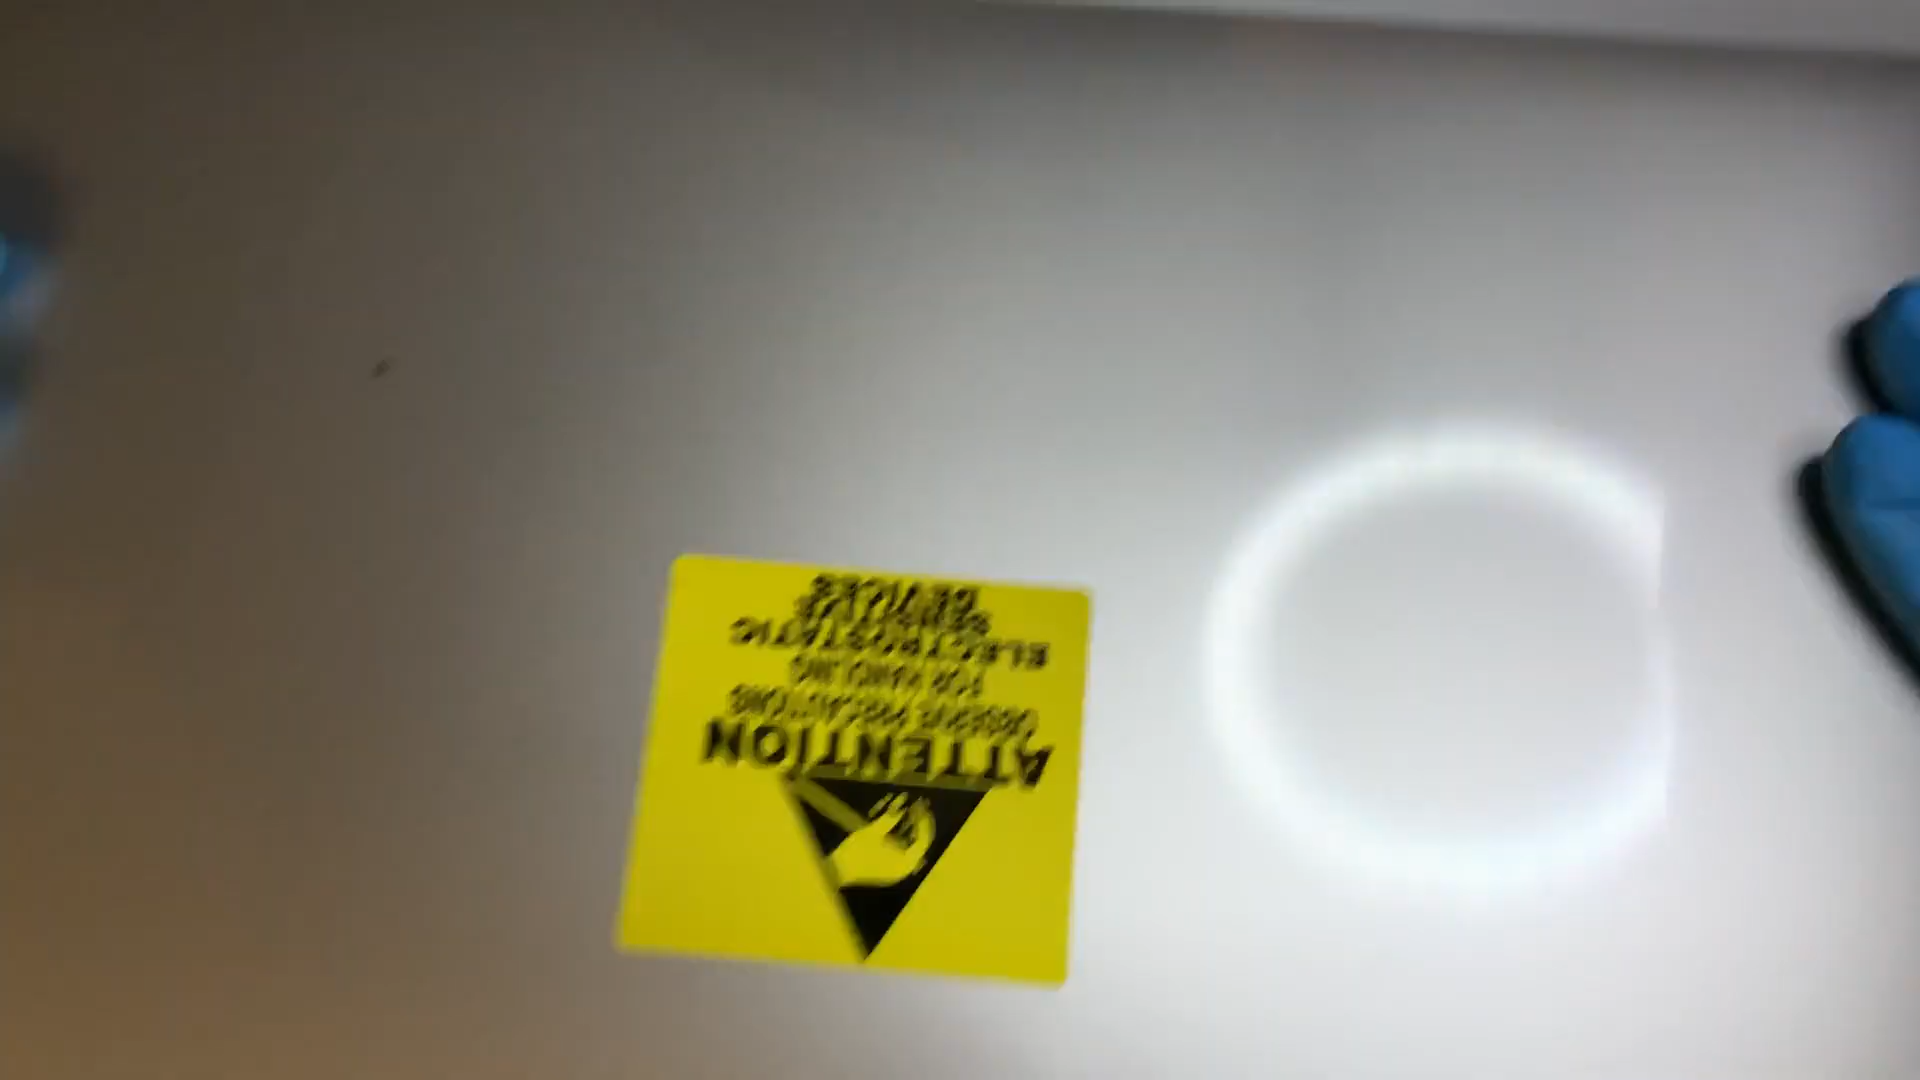 ATTENTION
OBSERVE PRECAUTIONS
FOR HANDLING
ELECTROSTATIC
SENSITIVE
DEVICES